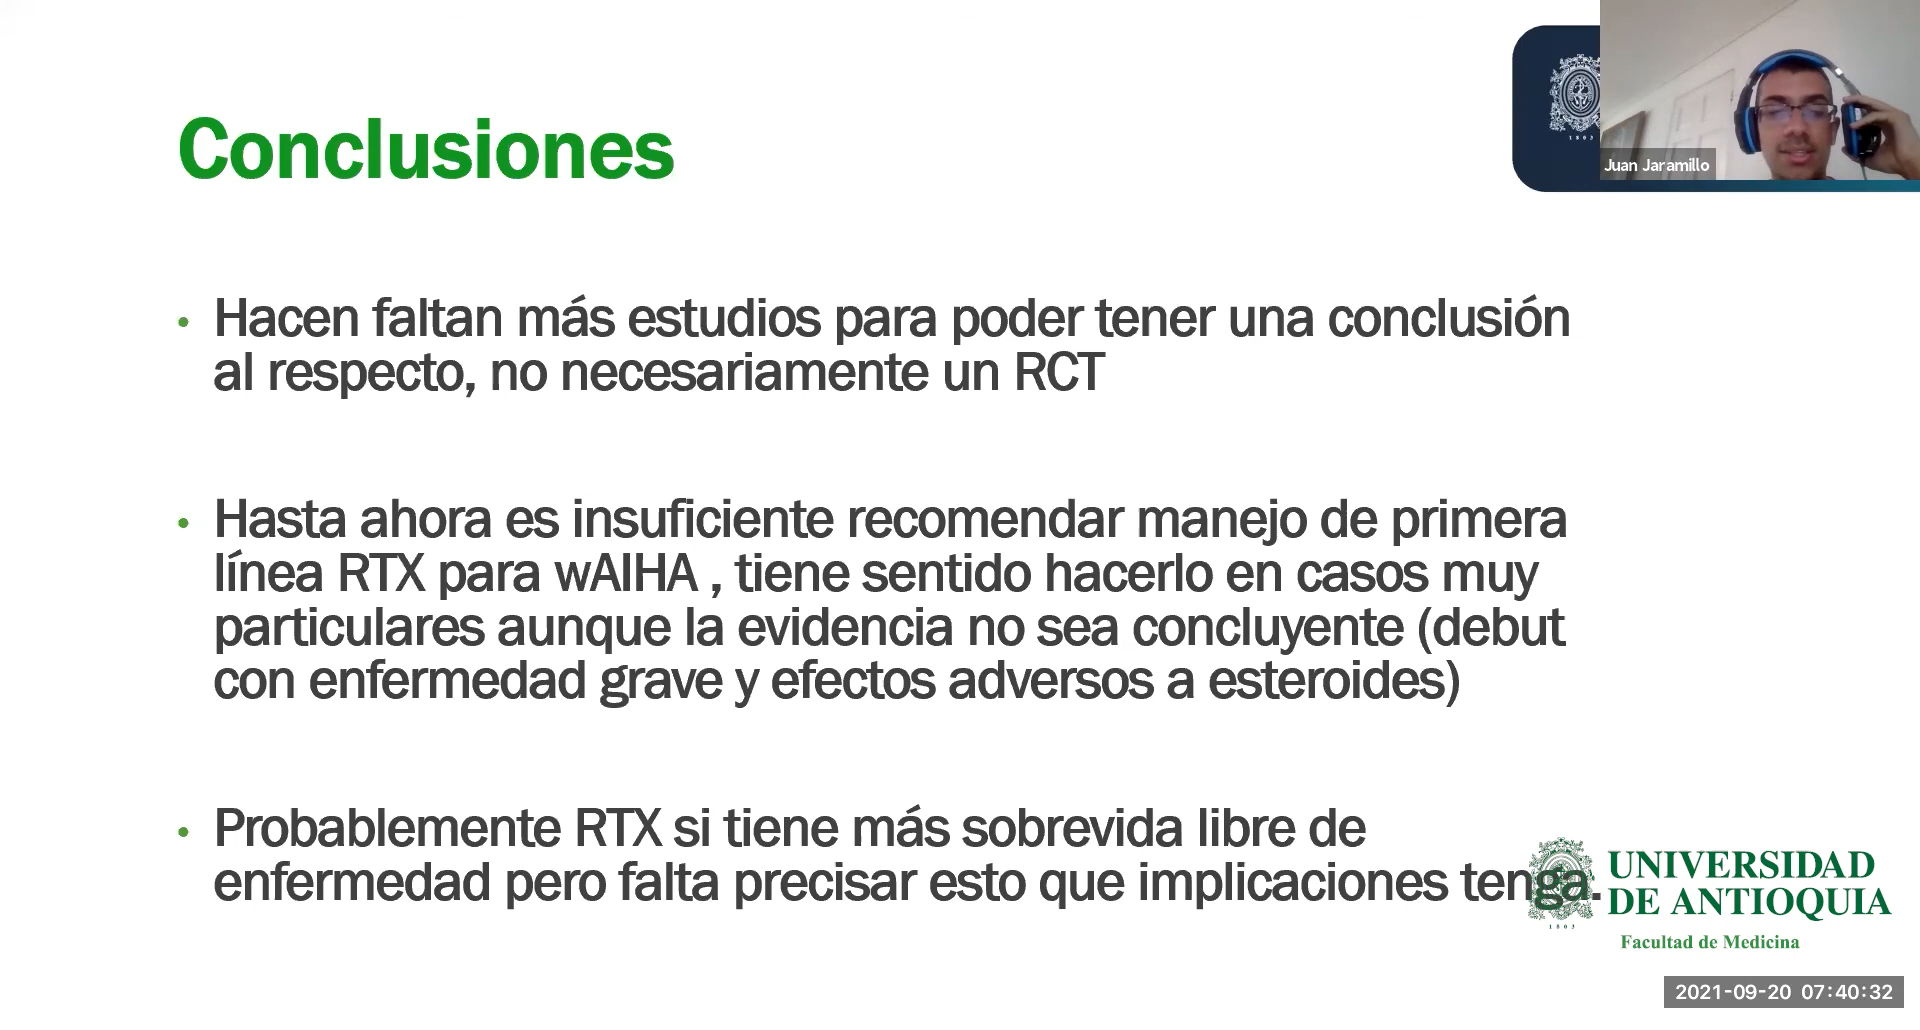 Conclusiones
Juan Jaramillo
1803
• Hacen faltan más estudios para poder tener una conclusión
al respecto, no necesariamente un RCT
• Hasta ahora es insuficiente recomendar manejo de primera
línea RTX para wAIHA , tiene sentido hacerlo en casos muy
particulares aunque la evidencia no sea concluyente (debut
con enfermedad grave y efectos adversos a esteroides)
• Probablemente RTX si tiene más sobrevida libre de
enfermedad pero falta precisar esto que implicaciones tenga.
UNIVERSIDAD
DE ANTIOQUIA
1803
Facultad de Medicina
2021-09-20 07:40:32